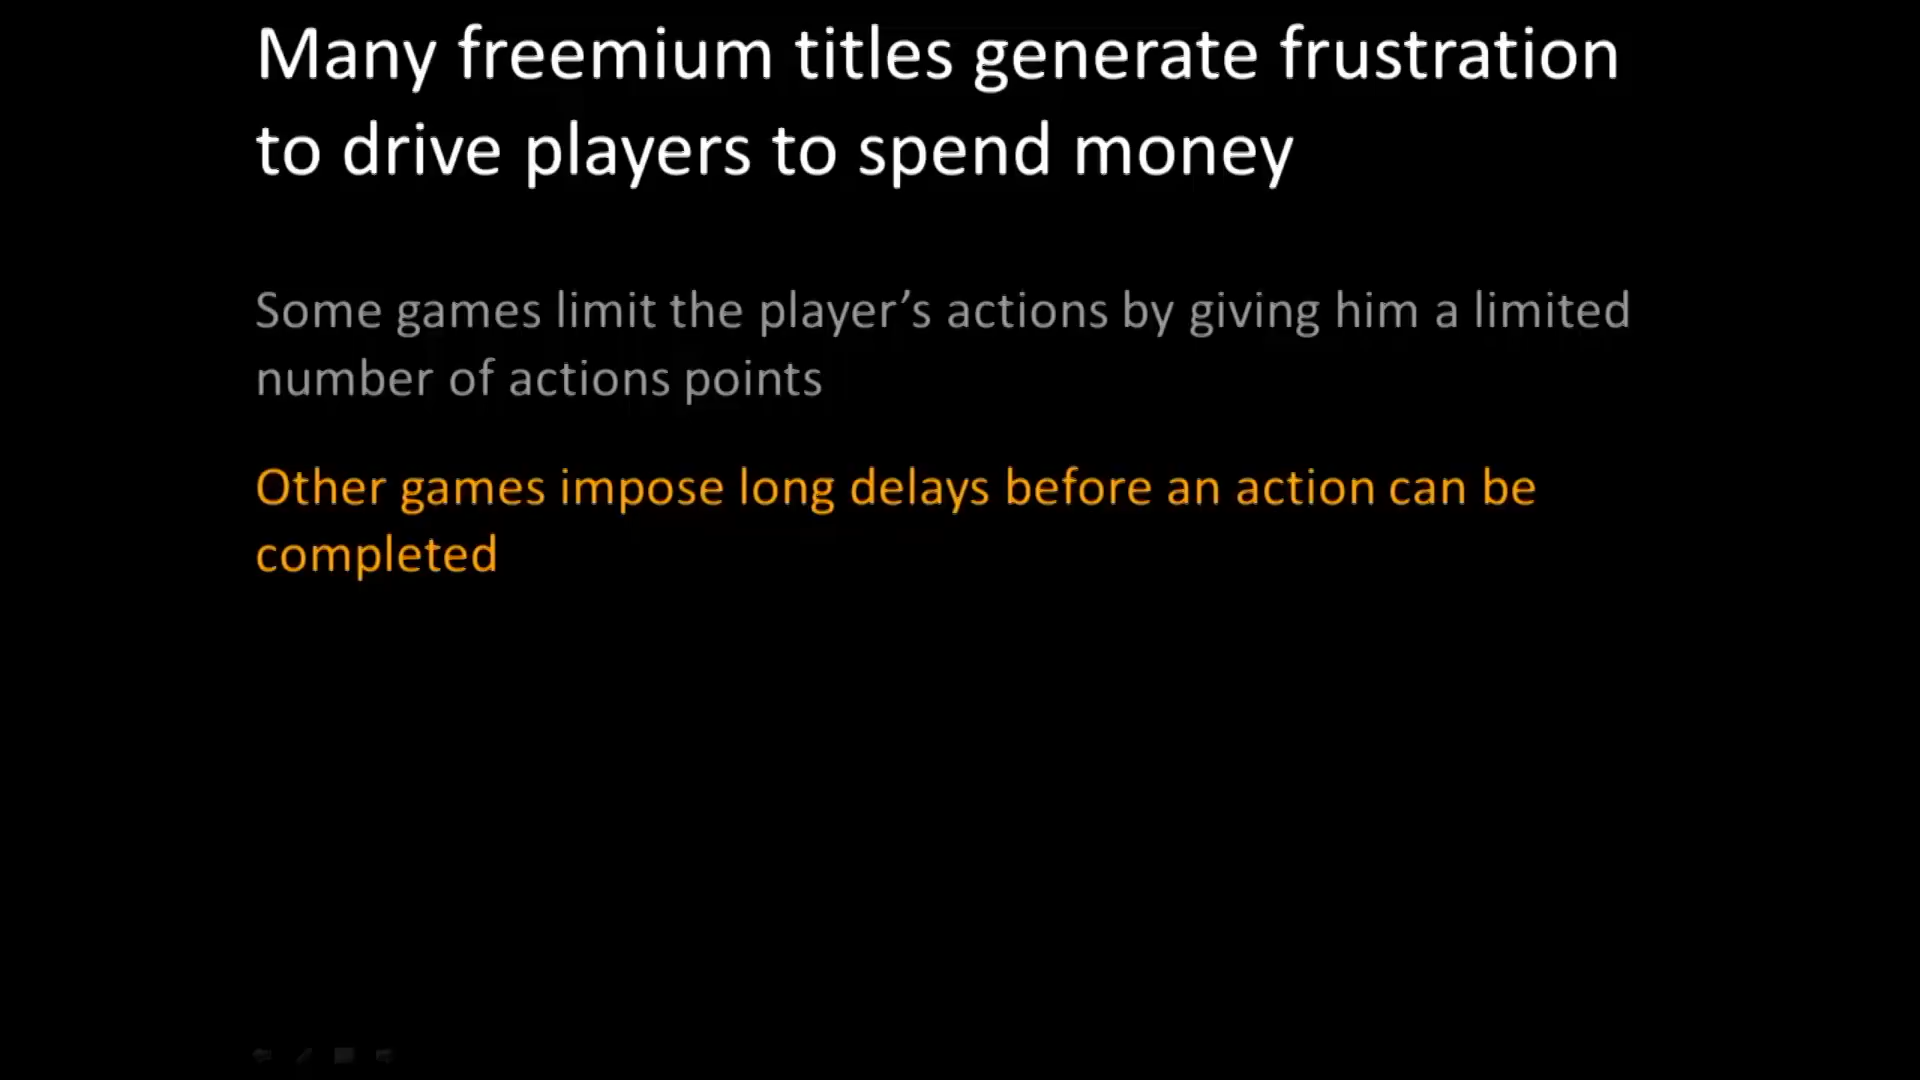 Many freemium titles generate frustration
to drive players to spend money
Some games limit the player’s actions by giving him a limited
number of actions points
Other games impose long delays before an action can be
completed